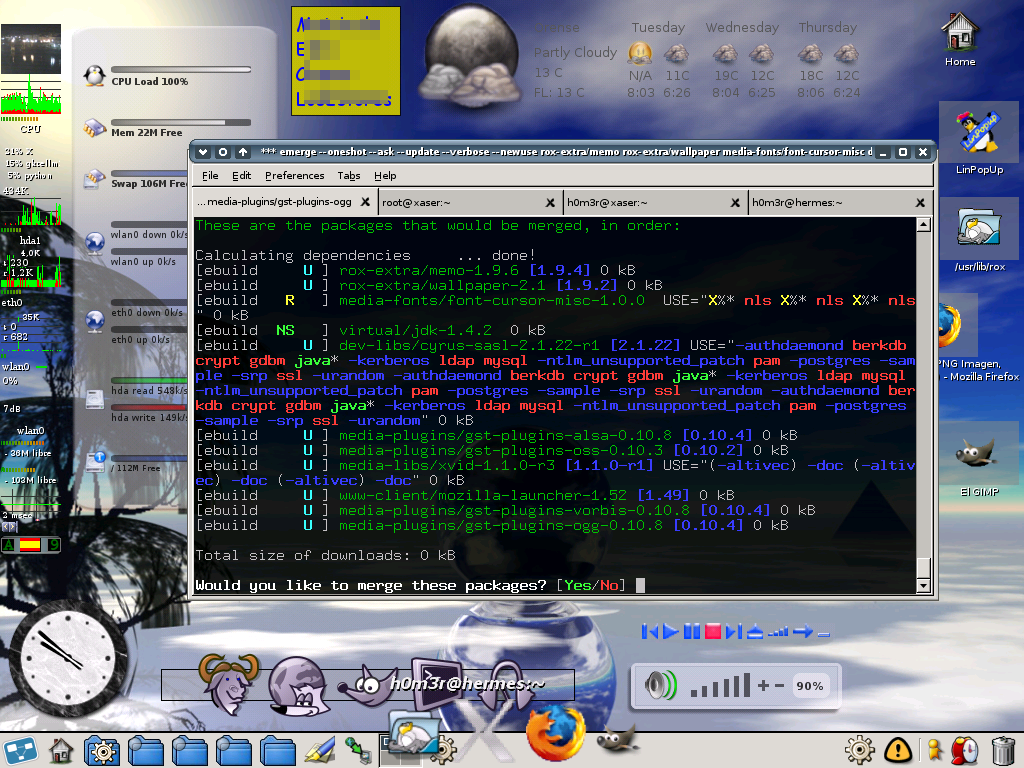 CPU
31% X
15% gkrellm
5% python
434K
hda1
4,0K
230
1,2K
eth0
35K
0
682
wlan0
0%
7dB
wlan0
- 36M libre
- 103M libre
2 mseg
A 9
CPU Load 100%
Mem 22M Free
Swap 106M Free
wlan0 down 0k/s
wlan0 up 0k/s
eth0 down 0k/s
eth0 up 0k/s
hda read 548k/s
hda write 149k/s
/ 112M Free
Partly Cloudy
13 C
FL: 13 C
Tuesday Wednesday Thursday
N/A 11C 19C 12C 18C 12C
8:03 6:26 8:04 6:25 8:06 6:24
Home
LinPopUp
LinPopUp
/usr/lib/rox
PNG Imagen,
- Mozilla Firefox
El GIMP
*** emerge --oneshot --ask --update --verbose --newuse rox-extra/memo rox-extra/wallpaper media-fonts/font-cursor-misc d
File Edit Preferences Tabs Help
...media-plugins/gst-plugins-ogg root@xaser:~ h0m3r@xaser:~ h0m3r@hermes:~
These are the packages that would be merged, in order:
Calculating dependencies ... done!
[ebuild U ] rox-extra/memo-1.9.6 [1.9.4] 0 kB
[ebuild U ] rox-extra/wallpaper-2.1 [1.9.2] 0 kB
[ebuild R ] media-fonts/font-cursor-misc-1.0.0 USE="X%* nls X%* nls X%* nls
" 0 kB
[ebuild NS ] virtual/jdk-1.4.2 0 kB
[ebuild U ] dev-libs/cyrus-sasl-2.1.22-r1 [2.1.22] USE="-authdaemond berkdb
crypt gdbm java* -kerberos ldap mysql -ntlm_unsupported_patch pam -postgres -sam
ple -srp ssl -urandom -authdaemond berkdb crypt gdbm java* -kerberos ldap mysql
-ntlm_unsupported_patch pam -postgres -sample -srp ssl -urandom -authdaemond ber
kdb crypt gdbm java* -kerberos ldap mysql -ntlm_unsupported_patch pam -postgres
-sample -srp ssl -urandom" 0 kB
[ebuild U ] media-plugins/gst-plugins-alsa-0.10.8 [0.10.4] 0 kB
[ebuild U ] media-plugins/gst-plugins-oss-0.10.3 [0.10.2] 0 kB
[ebuild U ] media-libs/xvid-1.1.0-r3 [1.1.0-r1] USE="(-altivec) -doc (-altiv
ec) -doc (-altivec) -doc" 0 kB
[ebuild U ] www-client/mozilla-launcher-1.52 [1.49] 0 kB
[ebuild U ] media-plugins/gst-plugins-vorbis-0.10.8 [0.10.4] 0 kB
[ebuild U ] media-plugins/gst-plugins-ogg-0.10.8 [0.10.4] 0 kB
Total size of downloads: 0 kB
Would you like to merge these packages? [Yes/No]
h0m3r@hermes:~
90%